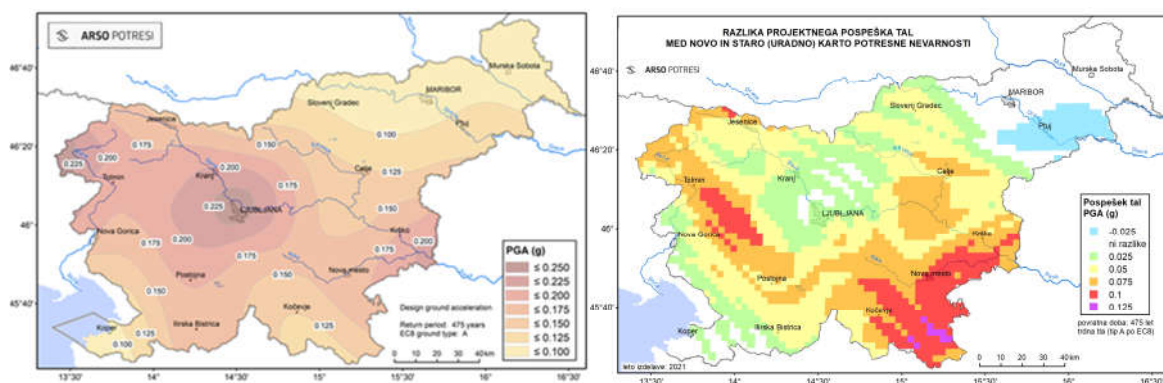 ARSO POTRESI
46°40'
46°20'
46°
45°40'
13°30'
14°
14°30'
15°
15°30'
16°
16°30'
Murska Sobota
MARIBOR
Slovenj Gradec
Ptuj
Jesenice
Tolmin
Kranj
Celje
LJUBLJANA
Nova Gorica
Krško
Postojna
Novo mesto
Kočevje
Koper
Ilirska Bistrica
0.100
0.175
0.150
0.225
0.200
0.200
0.125
0.175
0.225
0.150
0.200
0.175
0.175
0.200
0.175
0.150
0.150
0.125
0.125
0.100
Design ground acceleration
Return period: 475 years
EC8 ground type: A
0 10 20 40 km
PGA (g)
≤ 0.250
≤ 0.225
≤ 0.200
≤ 0.175
≤ 0.150
≤ 0.125
≤ 0.100
RAZLIKA PROJEKTNEGA POSPEŠKA TAL
MED NOVO IN STARO (URADNO) KARTO POTRESNE NEVARNOSTI
ARSO POTRESI
46°40'
46°20'
46°
45°40'
13°30'
14°
14°30'
15°
15°30'
16°
16°30'
Murska Sobota
MARIBOR
Slovenj Gradec
Ptuj
Jesenice
Tolmin
Kranj
Celje
LJUBLJANA
Nova Gorica
Krško
Postojna
Novo mesto
Kočevje
Koper
Ilirska Bistrica
Pospešek tal
PGA (g)
-0.025
ni razlike
0.025
0.05
0.075
0.1
0.125
povratna doba: 475 let
trdna tla (tip A po EC8)
0 10 20 40 km
leto izdelave: 2021